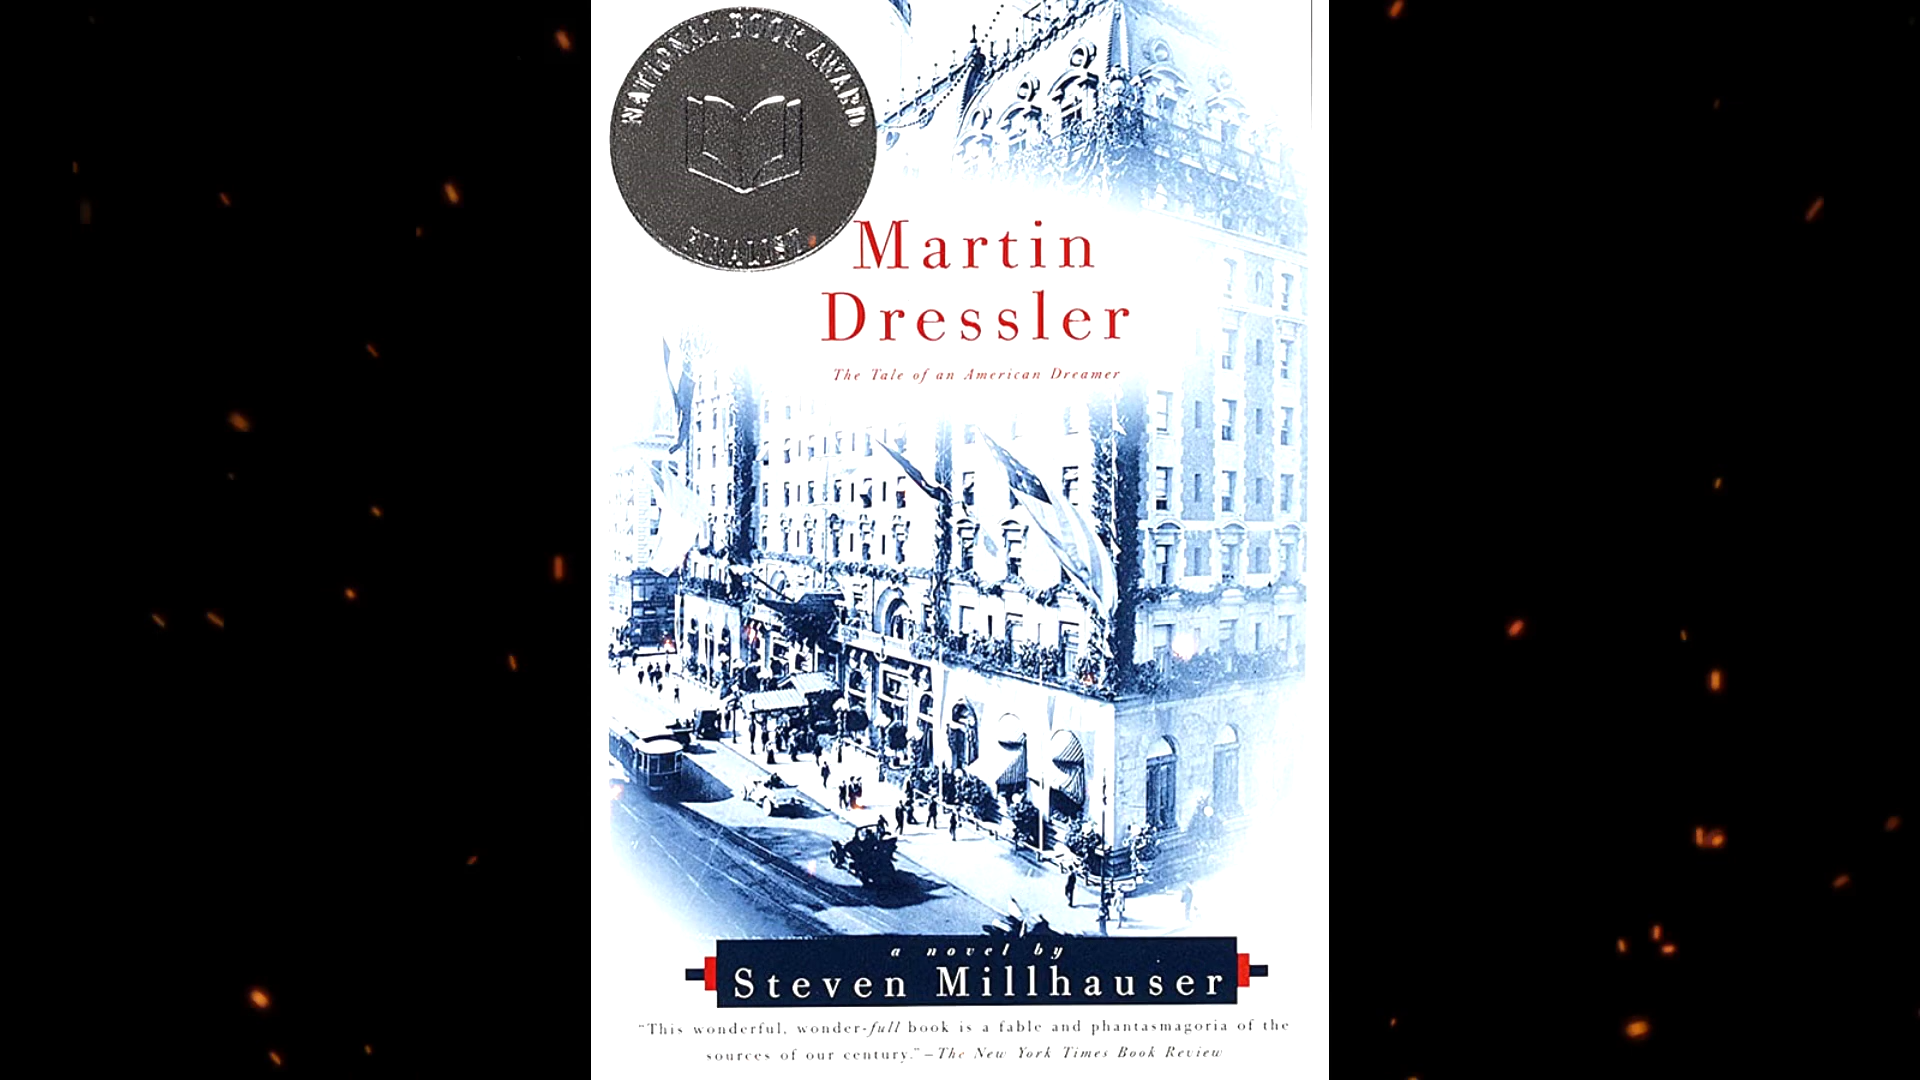 NATIONAL BOOK AWARD
FINALIST
Martin
Dressler
The Tale of an American Dreamer
a novel by
Steven Millhauser
"This wonderful, wonder-full book is a fable and phantasmagoria of the
sources of our century." –The New York Times Book Review